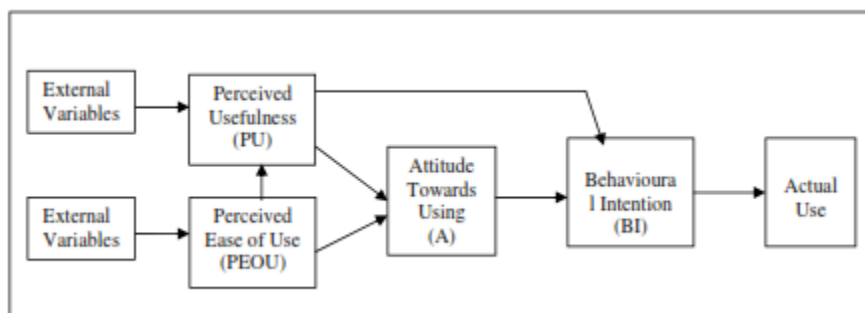 External
Variables
Perceived
Usefulness
(PU)
Attitude
Towards
Using
(A)
Behavioura
l Intention
(BI)
Actual
Use
External
Variables
Perceived
Ease of Use
(PEOU)